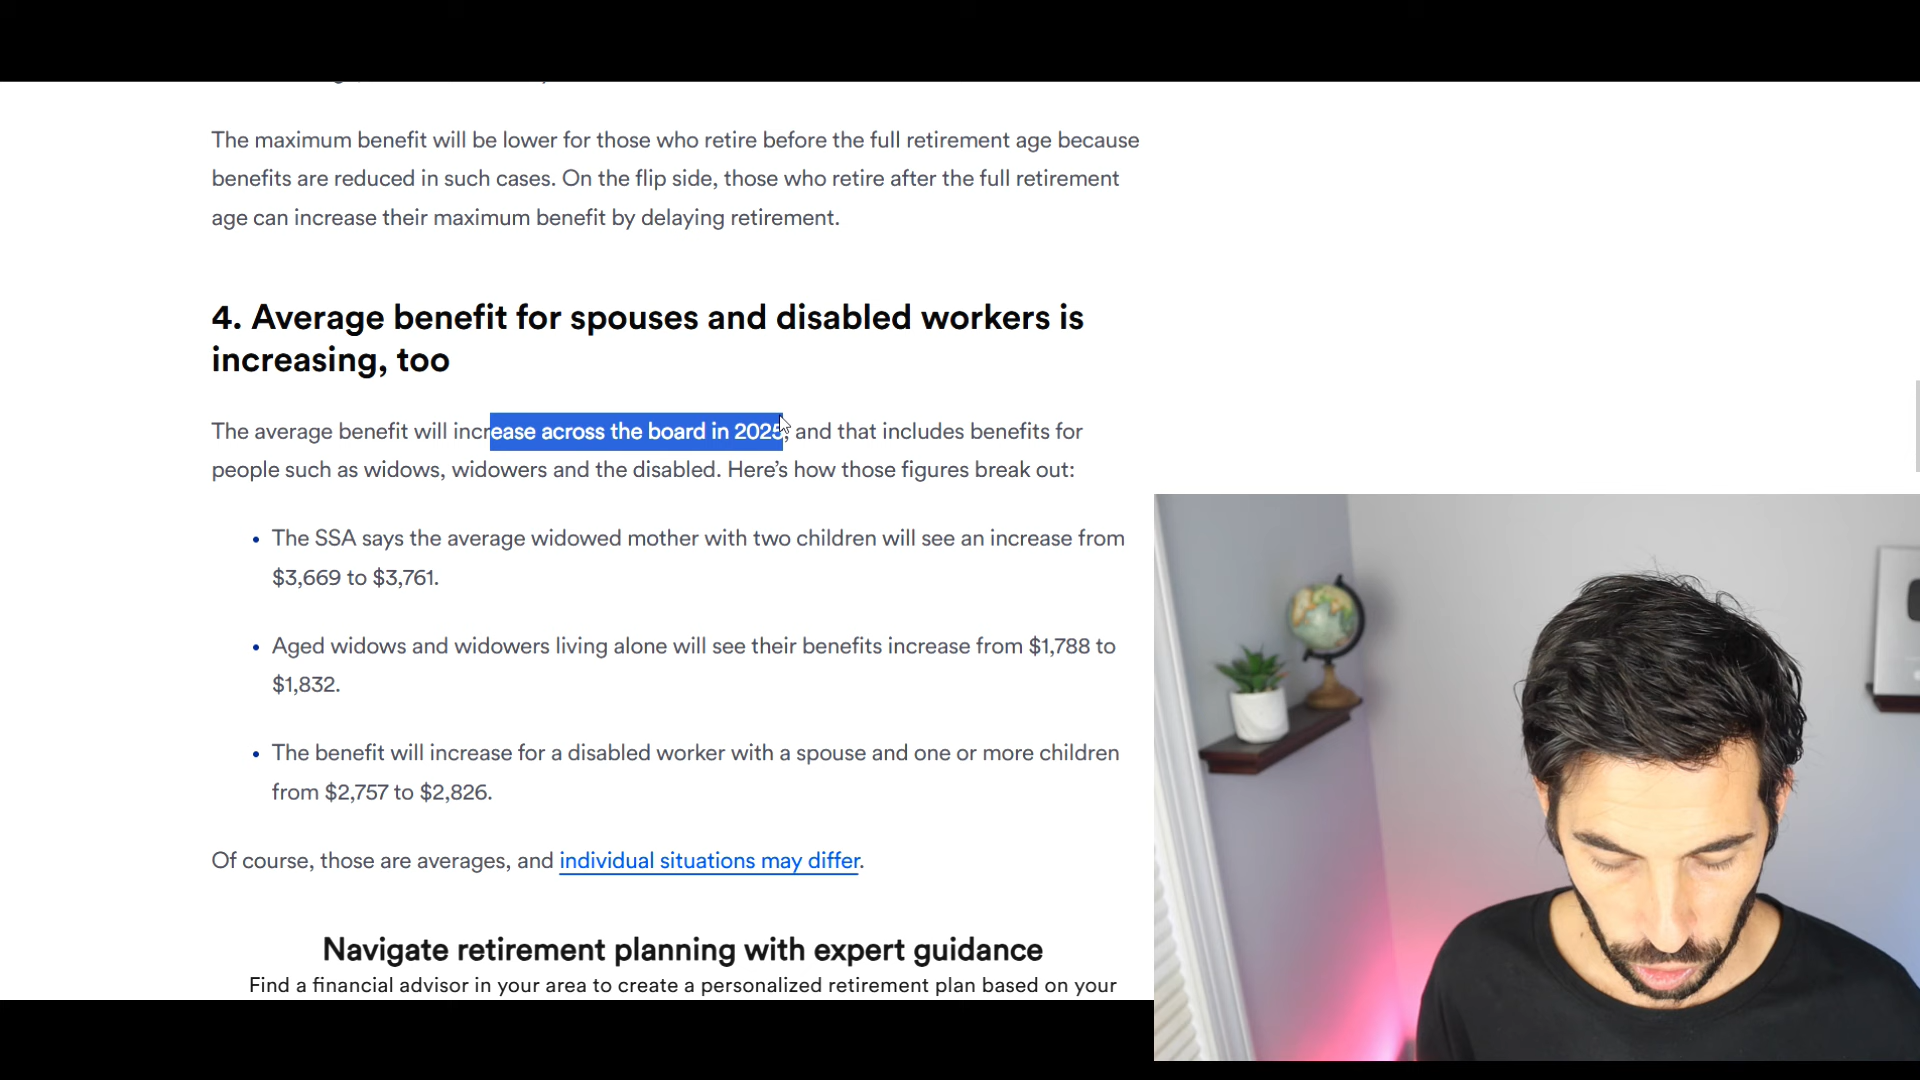 The maximum benefit will be lower for those who retire before the full retirement age because
benefits are reduced in such cases. On the flip side, those who retire after the full retirement
age can increase their maximum benefit by delaying retirement.
4. Average benefit for spouses and disabled workers is
increasing, too
The average benefit will increase across the board in 2025, and that includes benefits for
people such as widows, widowers and the disabled. Here’s how those figures break out:
• The SSA says the average widowed mother with two children will see an increase from
$3,669 to $3,761.
• Aged widows and widowers living alone will see their benefits increase from $1,788 to
$1,832.
• The benefit will increase for a disabled worker with a spouse and one or more children
from $2,757 to $2,826.
Of course, those are averages, and individual situations may differ.
Navigate retirement planning with expert guidance
Find a financial advisor in your area to create a personalized retirement plan based on your